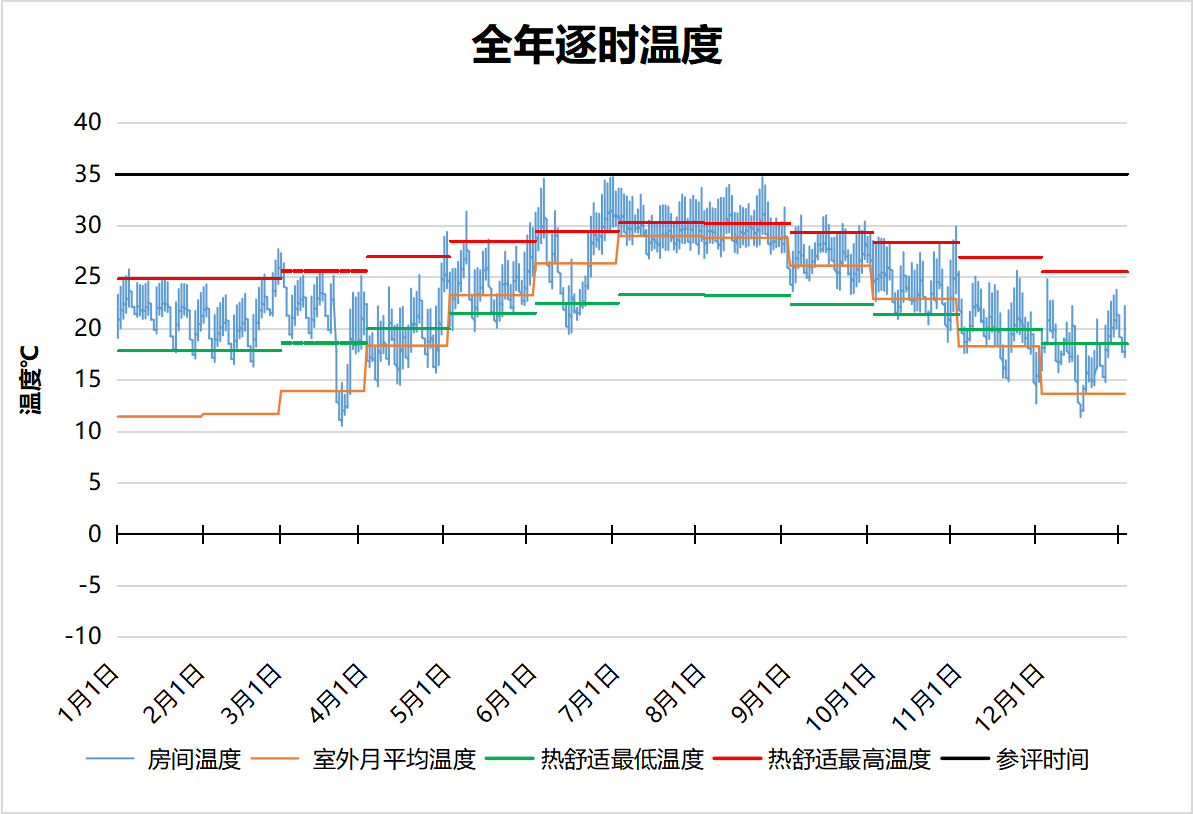 全年逐时温度
40
35
30
25
20
15
10
5
0
-5
-10
温度℃
1月1日
2月1日
3月1日
4月1日
5月1日
6月1日
7月1日
8月1日
9月1日
10月1日
11月1日
12月1日
房间温度 室外月平均温度 热舒适最低温度 热舒适最高温度 参评时间